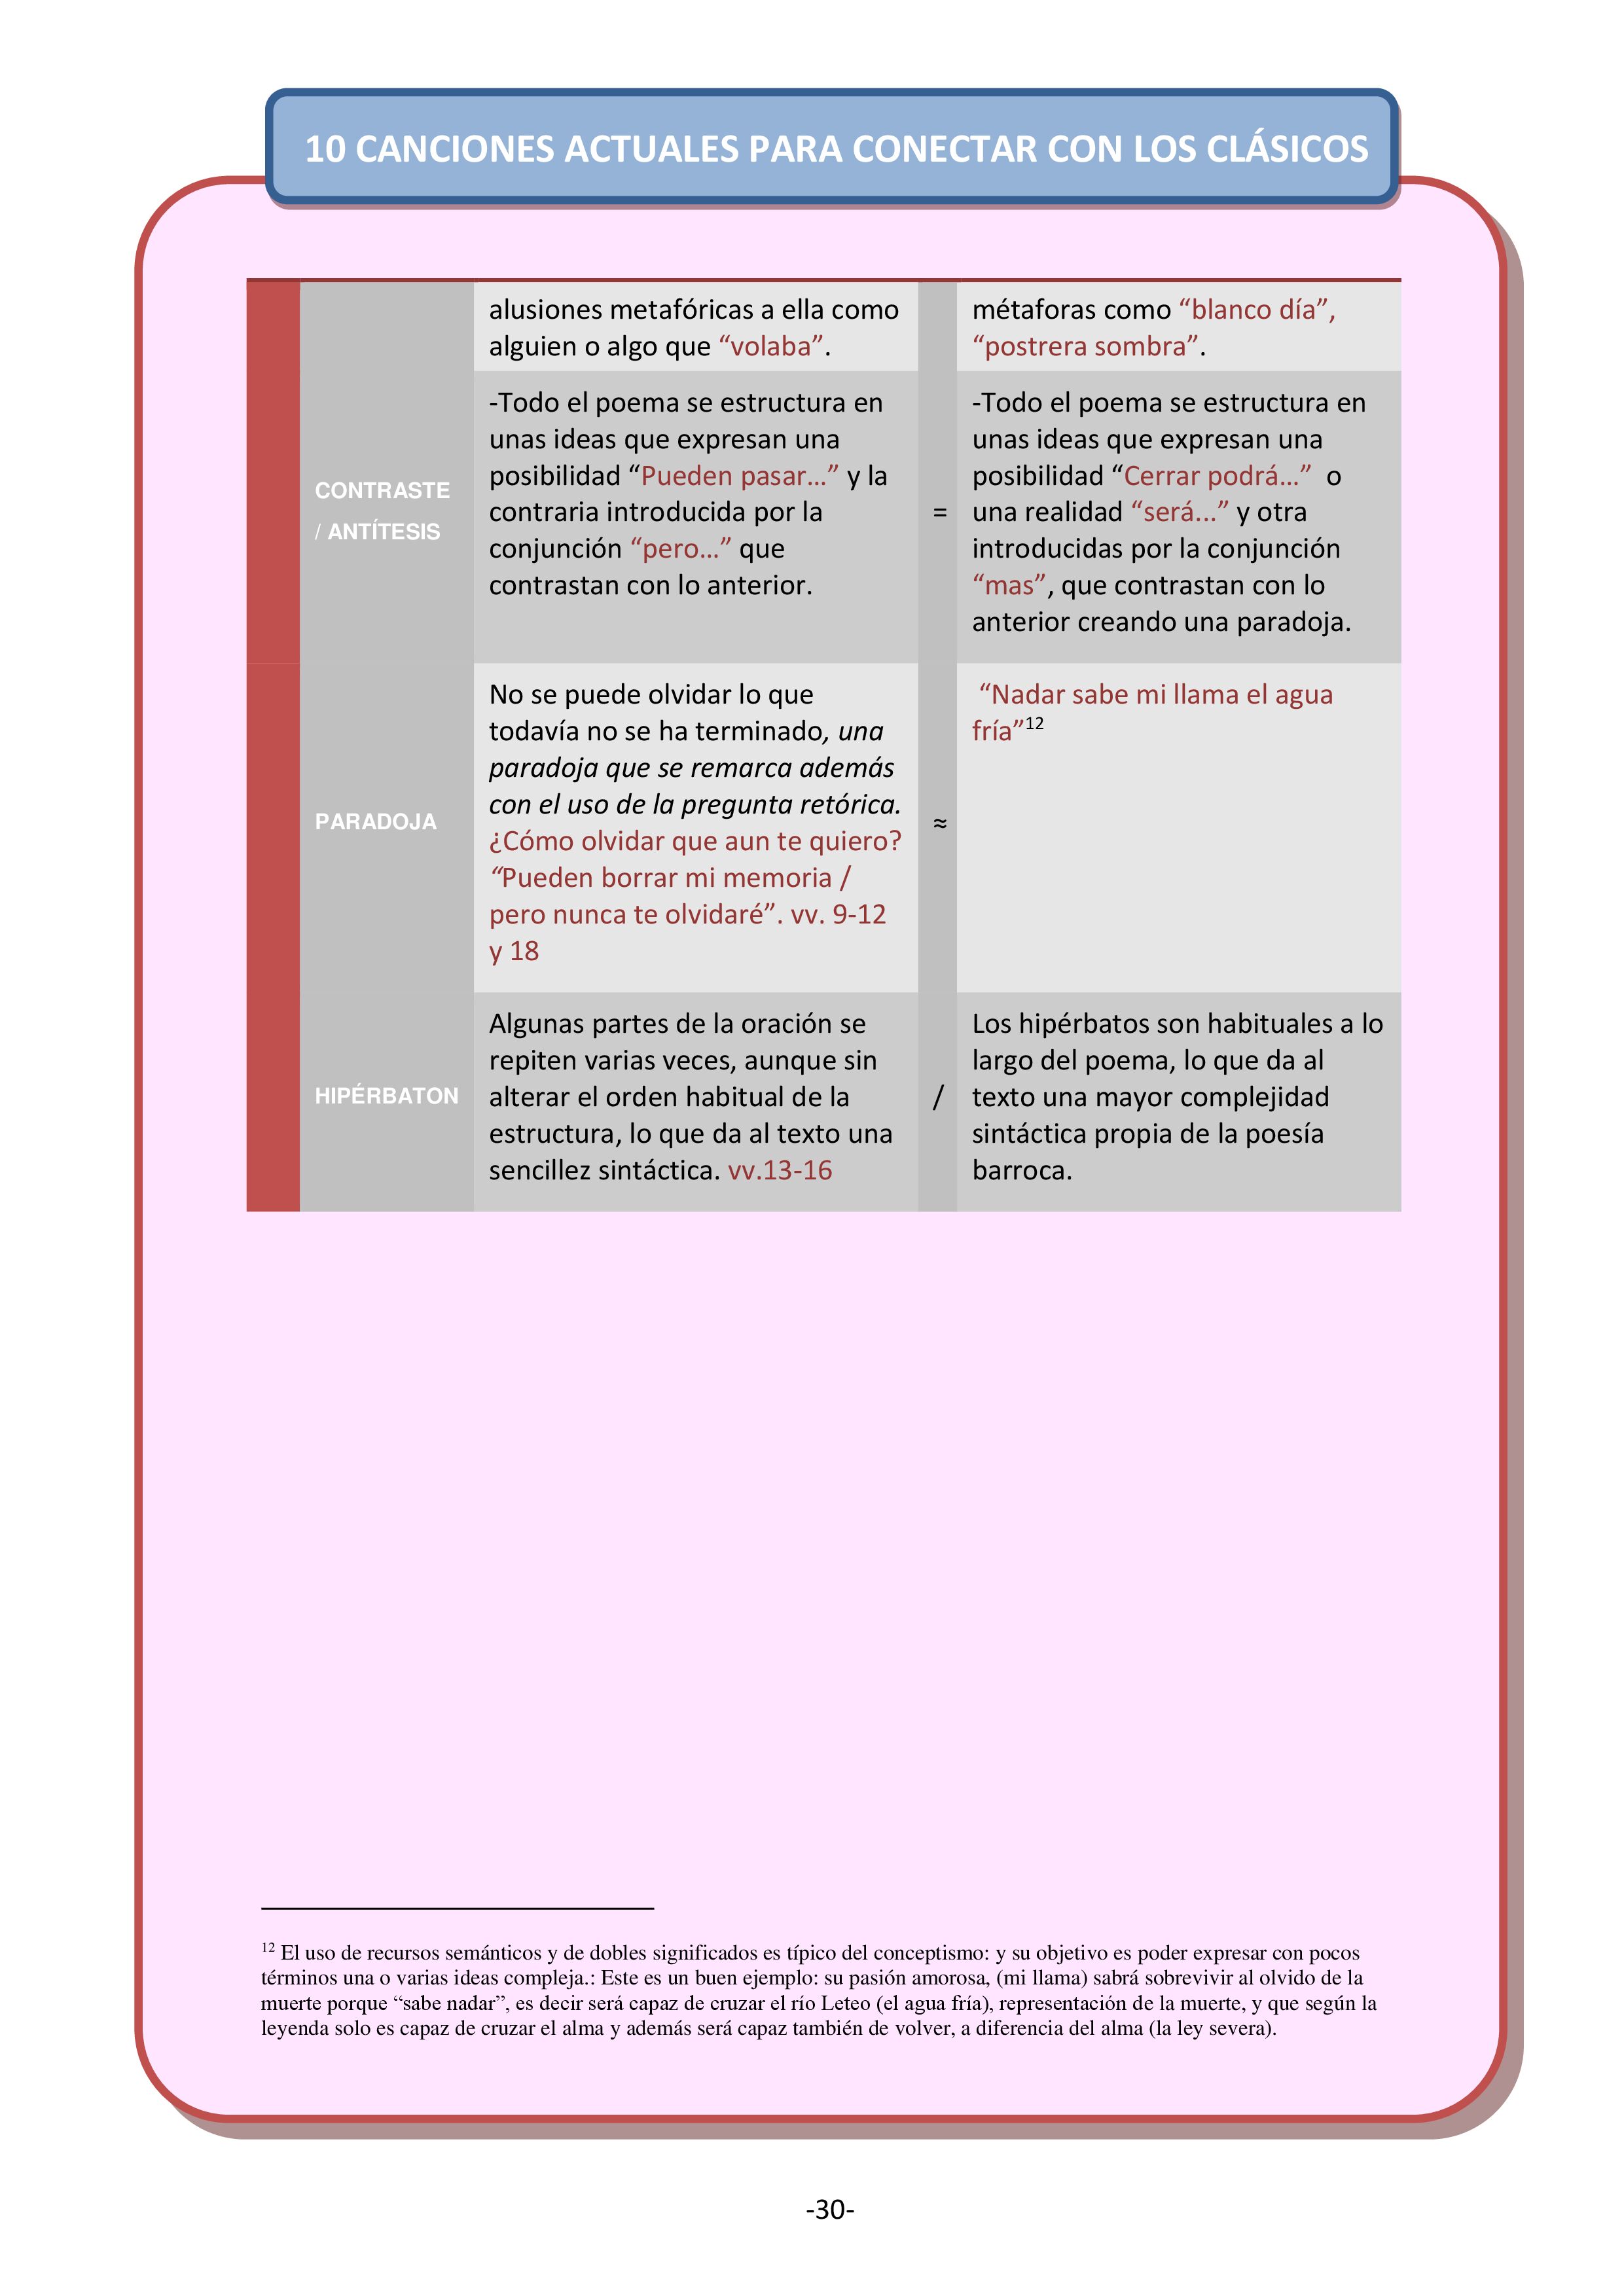 10 CANCIONES ACTUALES PARA CONECTAR CON LOS CLÁSICOS
alusiones metafóricas a ella como
alguien o algo que “volaba”.
métaforas como “blanco día”,
“postrera sombra”.
CONTRASTE
/ ANTÍTESIS
-Todo el poema se estructura en
unas ideas que expresan una
posibilidad “Pueden pasar…” y la
contraria introducida por la
conjunción “pero…” que
contrastan con lo anterior.
=
-Todo el poema se estructura en
unas ideas que expresan una
posibilidad “Cerrar podrá…”  o
una realidad “será...” y otra
introducidas por la conjunción
“mas”, que contrastan con lo
anterior creando una paradoja.
PARADOJA
No se puede olvidar lo que
todavía no se ha terminado, una
paradoja que se remarca además
con el uso de la pregunta retórica.
¿Cómo olvidar que aun te quiero?
“Pueden borrar mi memoria /
pero nunca te olvidaré”. vv. 9-12
y 18
≈
“Nadar sabe mi llama el agua
fría”12
HIPÉRBATON
Algunas partes de la oración se
repiten varias veces, aunque sin
alterar el orden habitual de la
estructura, lo que da al texto una
sencillez sintáctica. vv.13-16
/
Los hipérbatos son habituales a lo
largo del poema, lo que da al
texto una mayor complejidad
sintáctica propia de la poesía
barroca.
12 El uso de recursos semánticos y de dobles significados es típico del conceptismo: y su objetivo es poder expresar con pocos
términos una o varias ideas compleja.: Este es un buen ejemplo: su pasión amorosa, (mi llama) sabrá sobrevivir al olvido de la
muerte porque “sabe nadar”, es decir será capaz de cruzar el río Leteo (el agua fría), representación de la muerte, y que según la
leyenda solo es capaz de cruzar el alma y además será capaz también de volver, a diferencia del alma (la ley severa).
-30-